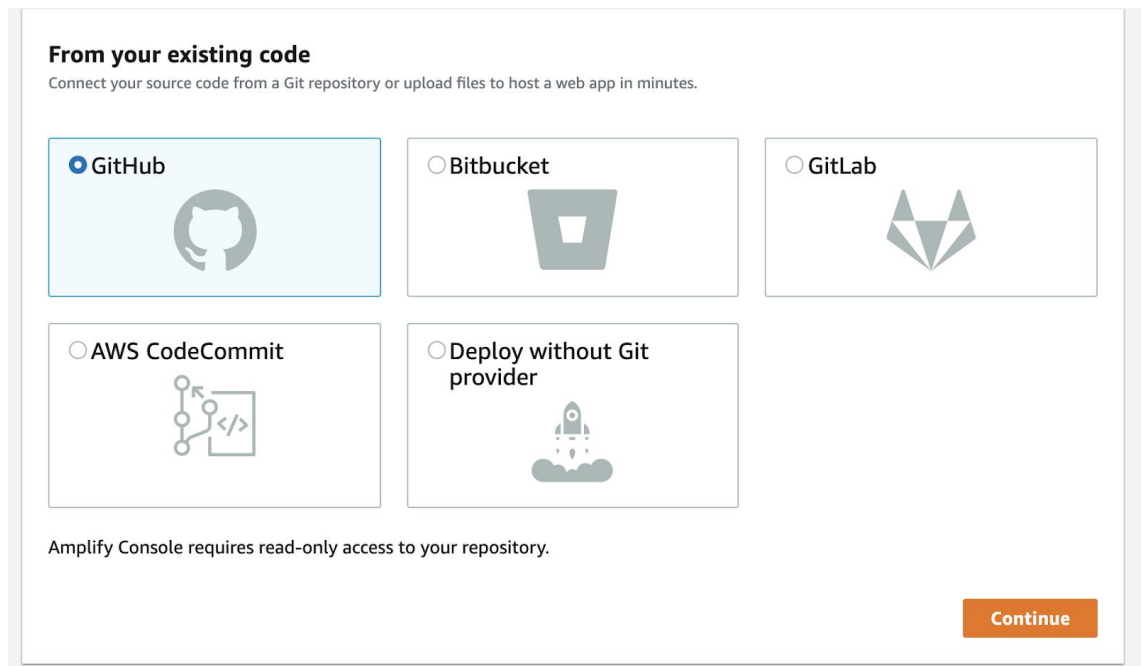 From your existing code
Connect your source code from a Git repository or upload files to host a web app in minutes.
GitHub
Bitbucket
GitLab
AWS CodeCommit
</>
Deploy without Git
provider
Amplify Console requires read-only access to your repository.
Continue